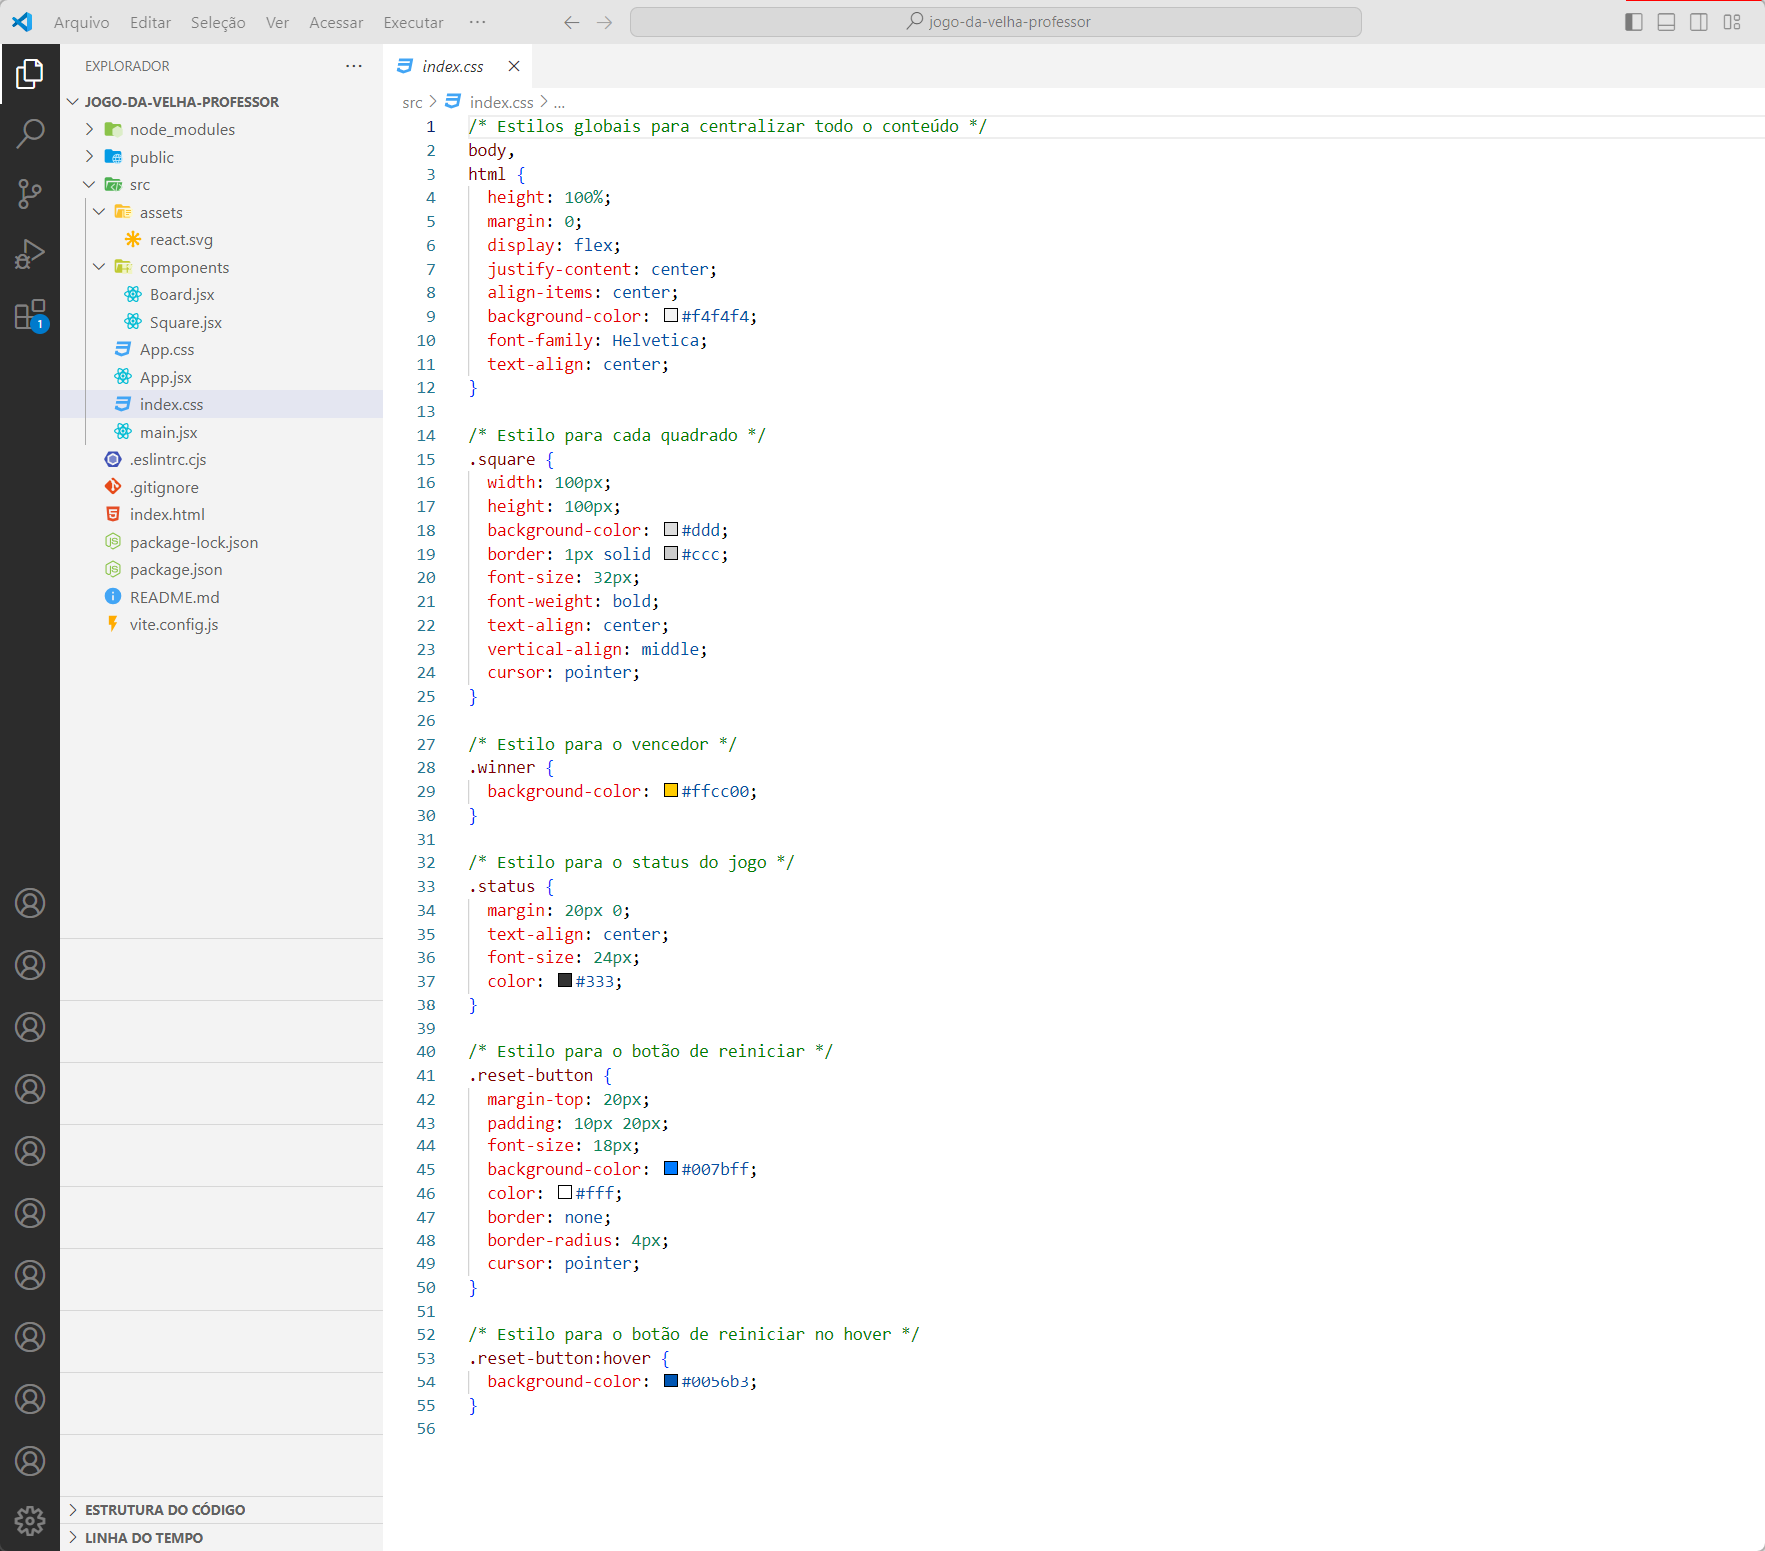 Arquivo Editar Seleção Ver Acessar Executar ··· jogo-da-velha-professor
EXPLORADOR ···
JOGO-DA-VELHA-PROFESSOR
node_modules
public
src
assets
react.svg
components
Board.jsx
Square.jsx
App.css
App.jsx
index.css
main.jsx
.eslintrc.cjs
.gitignore
index.html
package-lock.json
package.json
README.md
vite.config.js
1
ESTRUTURA DO CÓDIGO
LINHA DO TEMPO
index.css
src > index.css > ...
1 /* Estilos globais para centralizar todo o conteúdo */
2 body,
3 html {
4 height: 100%;
5 margin: 0;
6 display: flex;
7 justify-content: center;
8 align-items: center;
9 background-color: #f4f4f4;
10 font-family: Helvetica;
11 text-align: center;
12 }
13
14 /* Estilo para cada quadrado */
15 .square {
16 width: 100px;
17 height: 100px;
18 background-color: #ddd;
19 border: 1px solid #ccc;
20 font-size: 32px;
21 font-weight: bold;
22 text-align: center;
23 vertical-align: middle;
24 cursor: pointer;
25 }
26
27 /* Estilo para o vencedor */
28 .winner {
29 background-color: #ffcc00;
30 }
31
32 /* Estilo para o status do jogo */
33 .status {
34 margin: 20px 0;
35 text-align: center;
36 font-size: 24px;
37 color: #333;
38 }
39
40 /* Estilo para o botão de reiniciar */
41 .reset-button {
42 margin-top: 20px;
43 padding: 10px 20px;
44 font-size: 18px;
45 background-color: #007bff;
46 color: #fff;
47 border: none;
48 border-radius: 4px;
49 cursor: pointer;
50 }
51
52 /* Estilo para o botão de reiniciar no hover */
53 .reset-button:hover {
54 background-color: #0056b3;
55 }
56